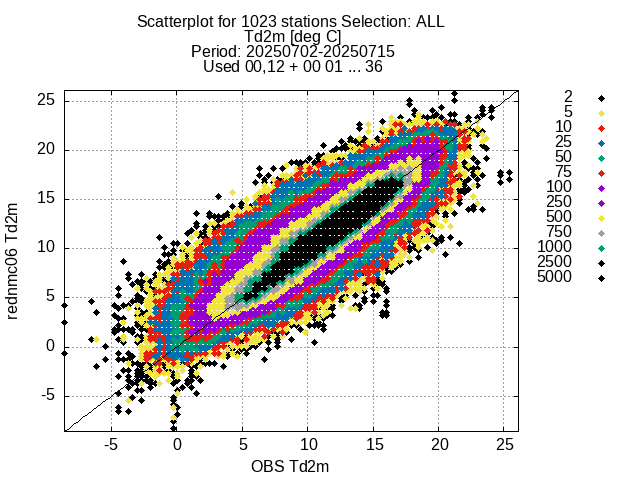 Scatterplot for 1023 stations Selection: ALL
Td2m [deg C]
Period: 20250702-20250715
Used 00,12 + 00 01 ... 36
rednmc06 Td2m
25
20
15
10
5
0
-5
-5 0 5 10 15 20 25
OBS Td2m
2
5
10
25
50
75
100
250
500
750
1000
2500
5000